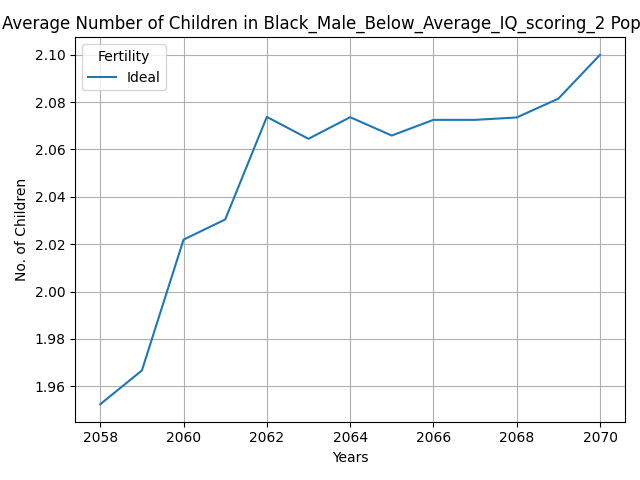 Average Number of Children in Black_Male_Below_Average_IQ_scoring_2 Pop
Fertility
Ideal
2.10
2.08
2.06
2.04
2.02
2.00
1.98
1.96
No. of Children
2058 2060 2062 2064 2066 2068 2070
Years